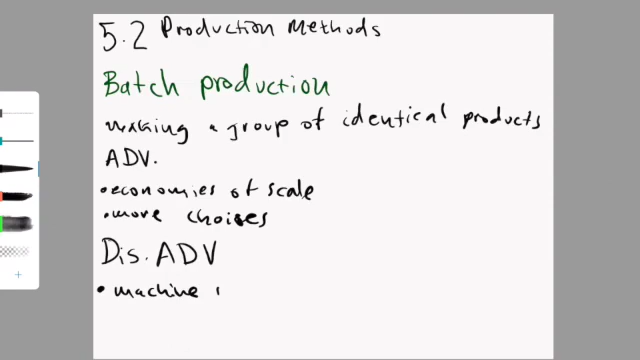 5.2 Production Methods
Batch production
making a group of identical products
ADV.
• economies of scale
• more choices
Dis. ADV
• machine